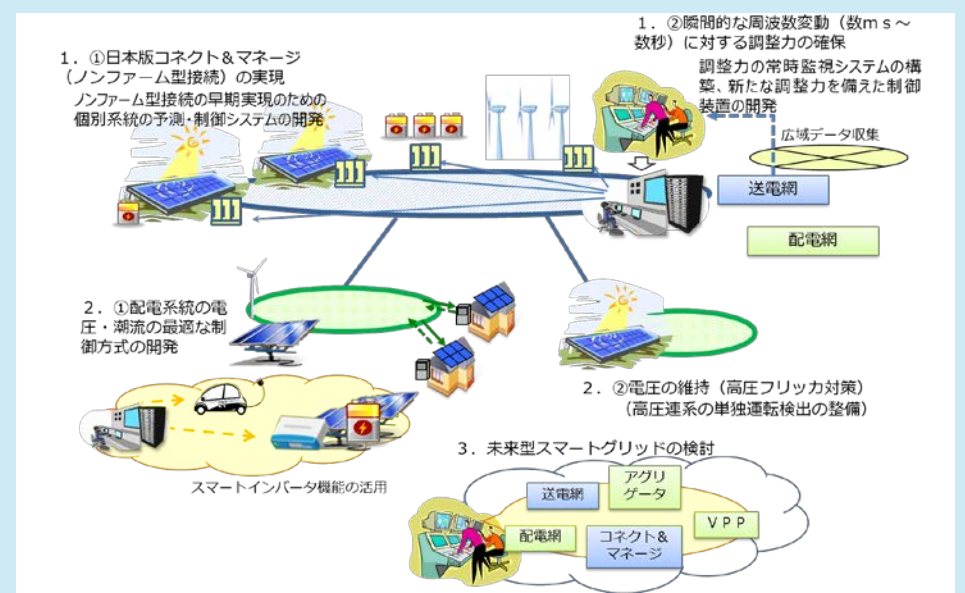 1．①日本版コネクト＆マネージ
（ノンファーム型接続）の実現
ノンファーム型接続の早期実現のための
個別系統の予測・制御システムの開発
1．②瞬間的な周波数変動（数ｍｓ～
数秒）に対する調整力の確保
調整力の常時監視システムの構
築、新たな調整力を備えた制御
装置の開発
広域データ収集
送電網
配電網
2．①配電系統の電
圧・潮流の最適な制
御方式の開発
スマートインバータ機能の活用
2．②電圧の維持（高圧フリッカ対策）
（高圧連系の単独運転検出の整備）
3．未来型スマートグリッドの検討
送電網
アグリ
ゲータ
配電網
コネクト＆
マネージ
ＶＰＰ